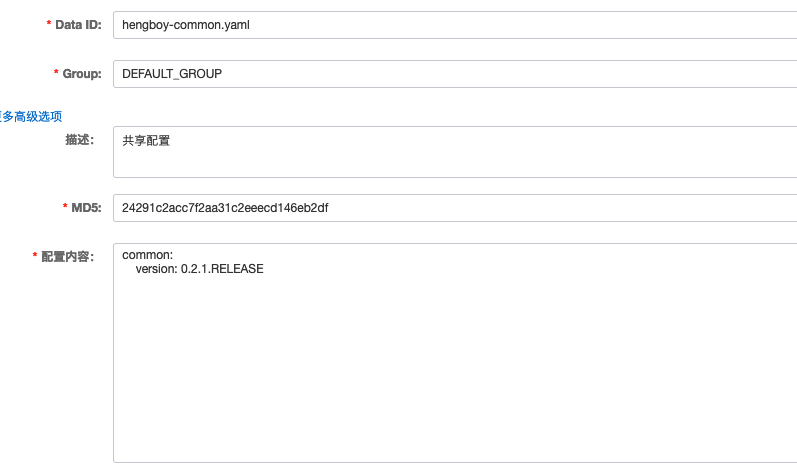 * Data ID: hengboy-common.yaml
* Group: DEFAULT_GROUP
多高级选项
描述: 共享配置
* MD5: 24291c2acc7f2aa31c2eeecd146eb2df
* 配置内容: common:
version: 0.2.1.RELEASE